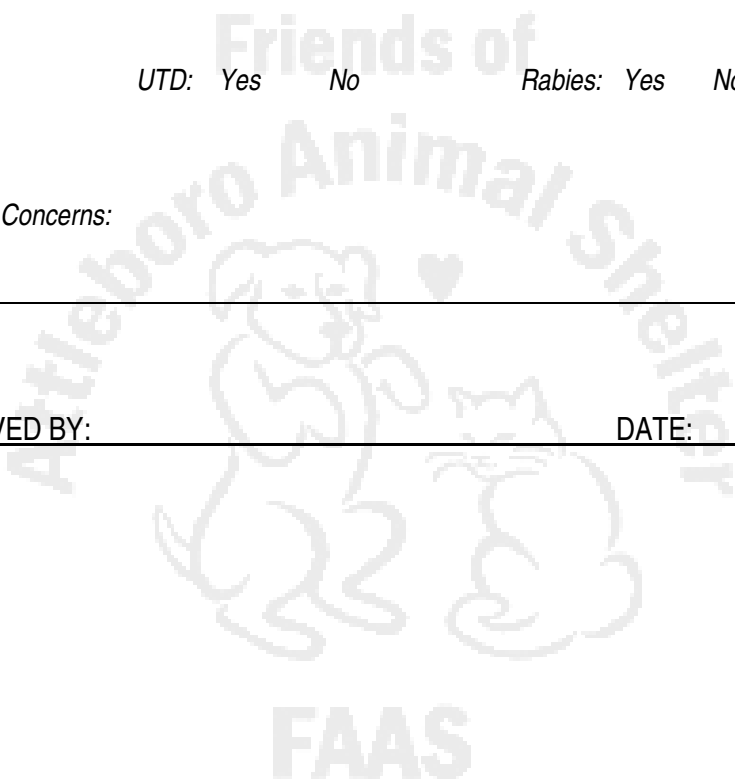 Friends of
UTD: Yes No Rabies: Yes No
Attleboro Animal Shelter
Concerns:
VED BY: DATE:
FAAS